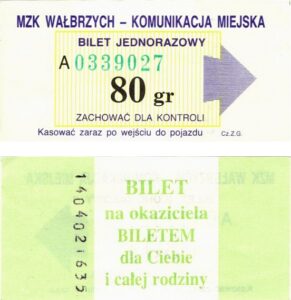 MZK WAŁBRZYCH – KOMUNIKACJA MIEJSKA
BILET JEDNORAZOWY
A 0339027
80 gr
ZACHOWAĆ DLA KONTROLI
Kasować zaraz po wejściu do pojazdu
Cz.Z.G.
BILET
na okaziciela
BILETEM
dla Ciebie
i całej rodziny